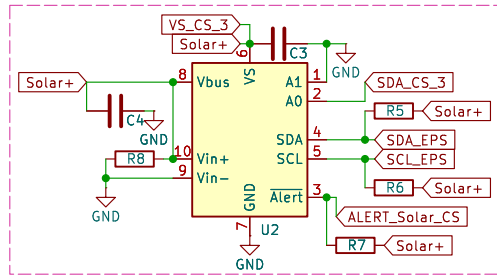 VS_CS_3
Solar+
6
C3
GND
Solar+
8
Vbus
VS
A1
1
A0
2
SDA_CS_3
C4
GND
R5
Solar+
SDA
4
SDA_EPS
R8
10
Vin+
SCL
5
SCL_EPS
9
Vin-
R6
Solar+
GND
GND
Alert
3
ALERT_Solar_CS
7
U2
R7
Solar+
GND